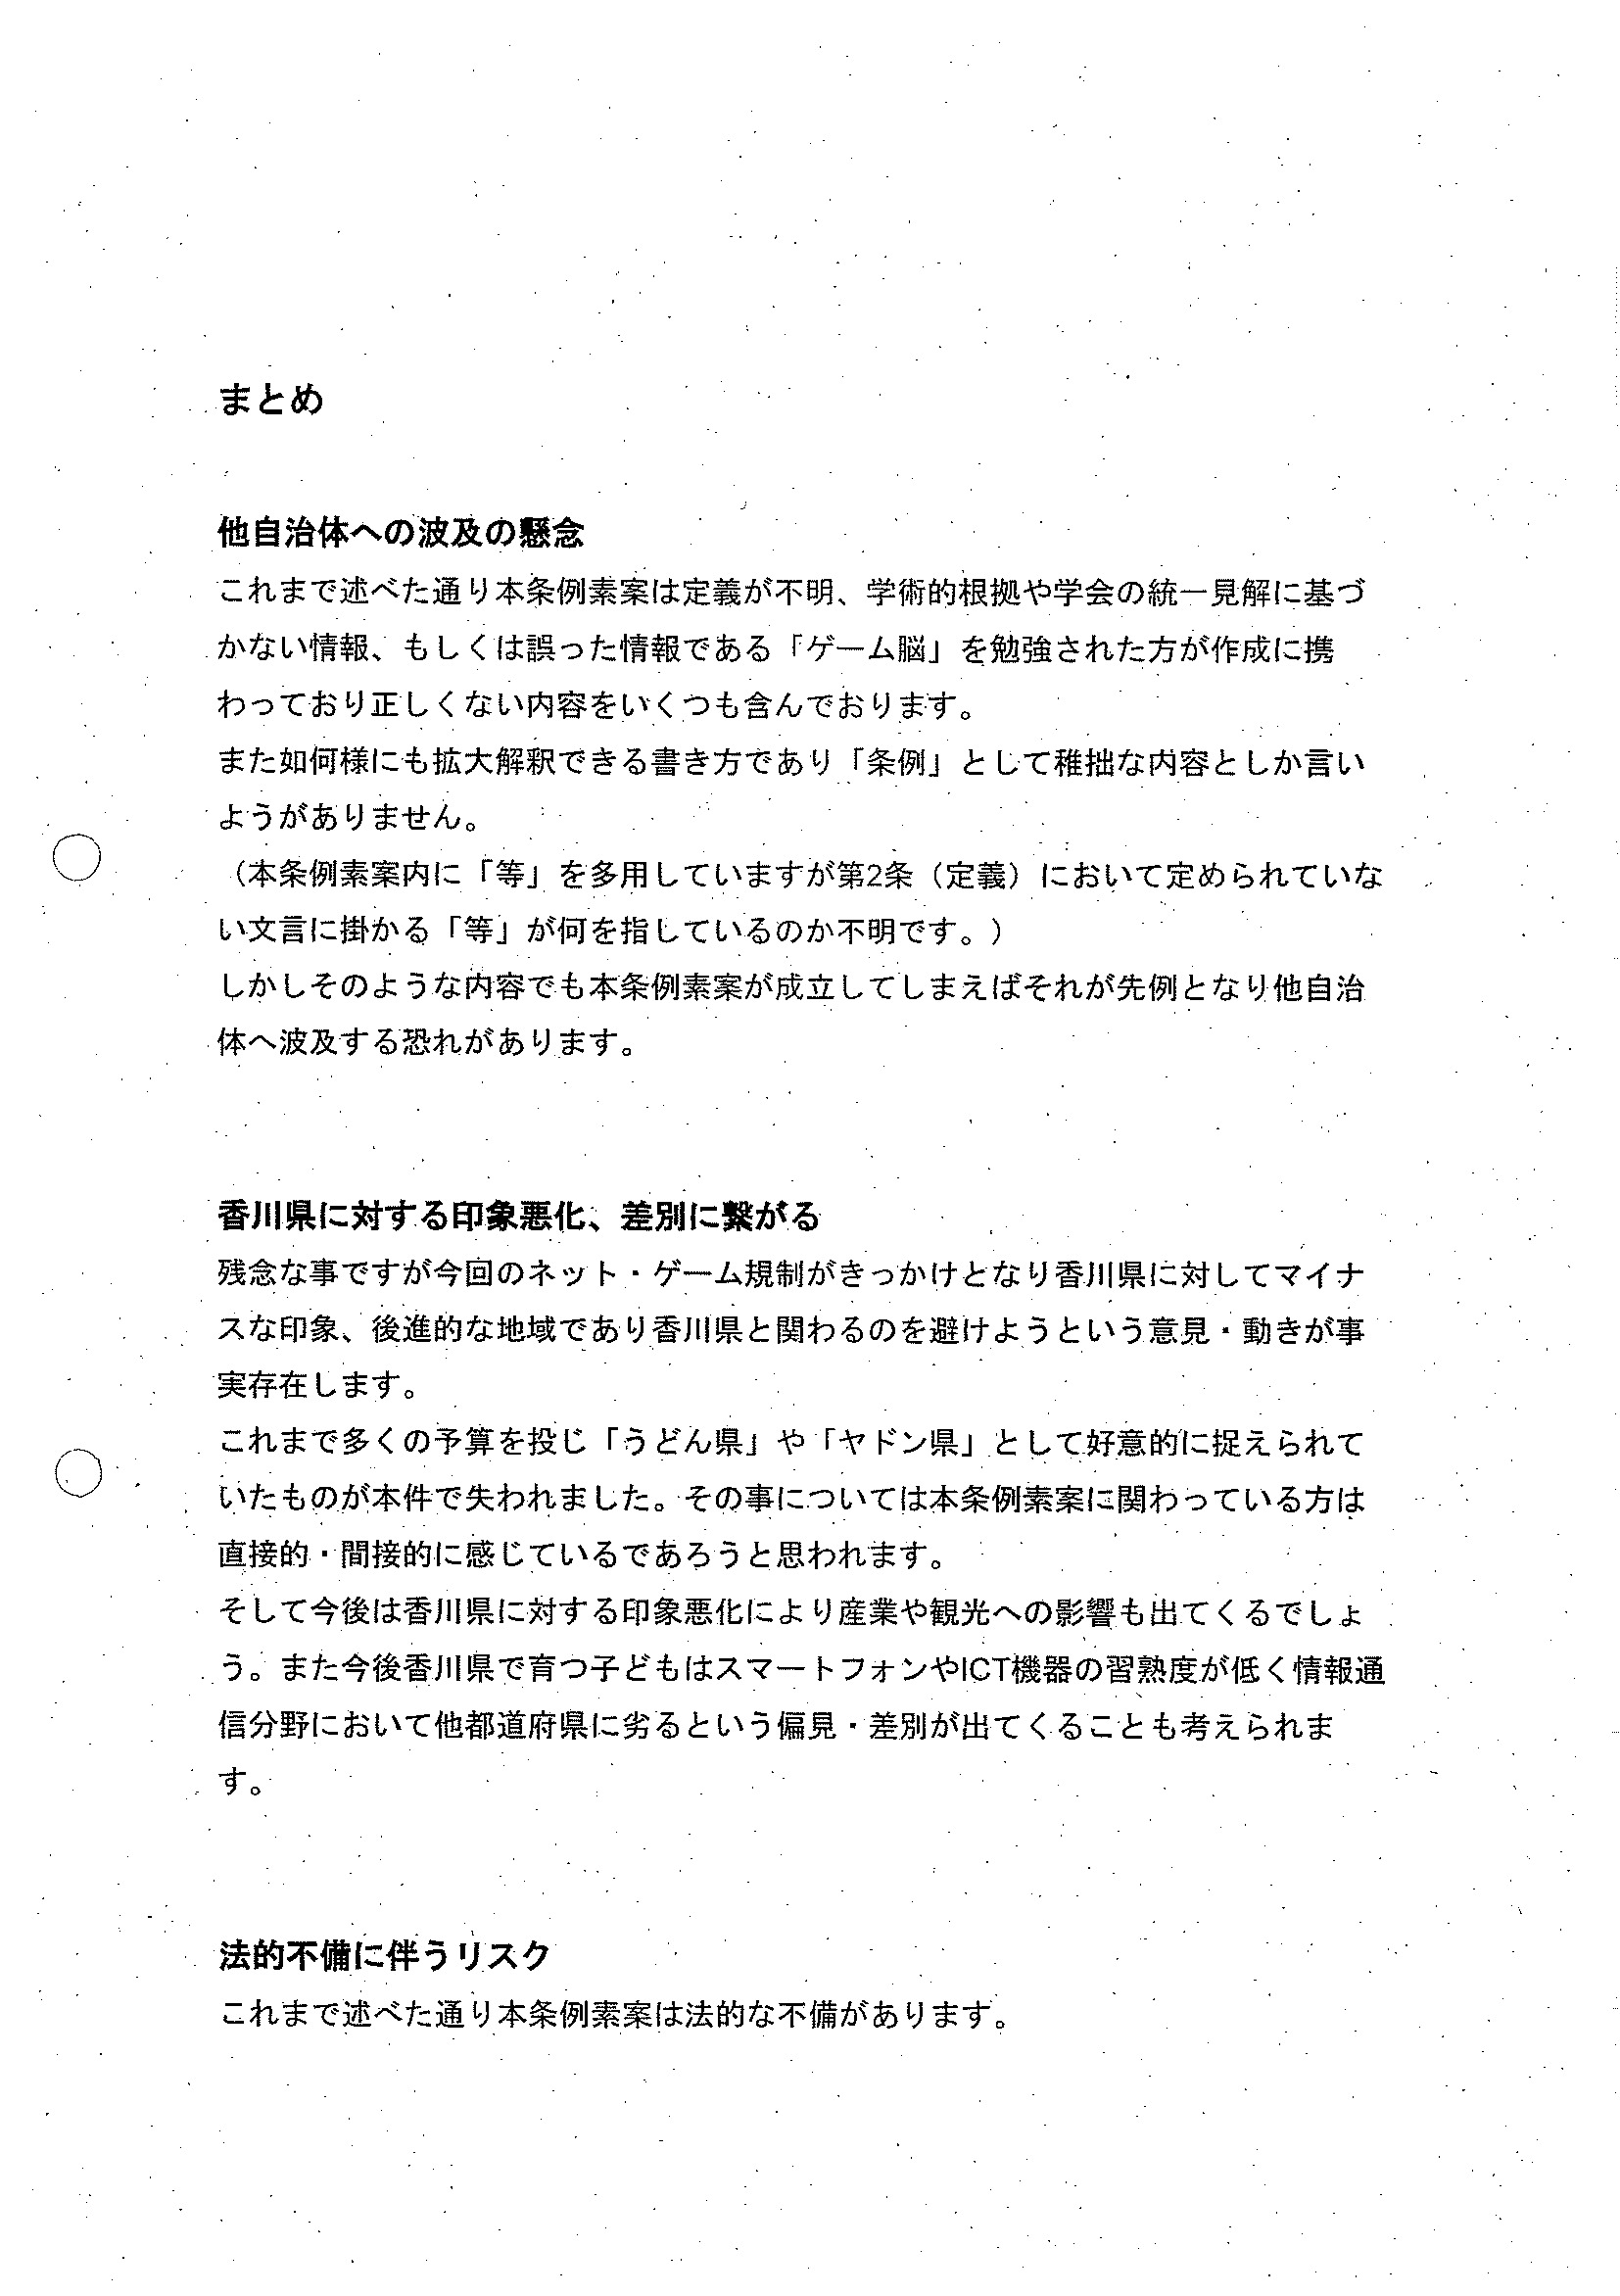 まとめ
他自治体への波及の懸念
これまで述べた通り本条例素案は定義が不明、学術的根拠や学会の統一見解に基づ
かない情報、もしくは誤った情報である「ゲーム脳」を勉強された方が作成に携
わっており正しくない内容をいくつも含んでおります。
また如何様にも拡大解釈できる書き方であり「条例」として稚拙な内容としか言い
ようがありません。
（本条例素案内に「等」を多用していますが第2条（定義）において定められていな
い文言に掛かる「等」が何を指しているのか不明です。）
しかしそのような内容でも本条例素案が成立してしまえばそれが先例となり他自治
体へ波及する恐れがあります。
香川県に対する印象悪化、差別に繋がる
残念な事ですが今回のネット・ゲーム規制がきっかけとなり香川県に対してマイナ
スな印象、後進的な地域であり香川県と関わるのを避けようという意見・動きが事
実存在します。
これまで多くの予算を投じ「うどん県」や「ヤドン県」として好意的に捉えられて
いたものが本件で失われました。その事については本条例素案に関わっている方は
直接的・間接的に感じているであろうと思われます。
そして今後は香川県に対する印象悪化により産業や観光への影響も出てくるでしょ
う。また今後香川県で育つ子どもはスマートフォンやICT機器の習熟度が低く情報通
信分野において他都道府県に劣るという偏見・差別が出てくることも考えられま
す。
法的不備に伴うリスク
これまで述べた通り本条例素案は法的な不備があります。